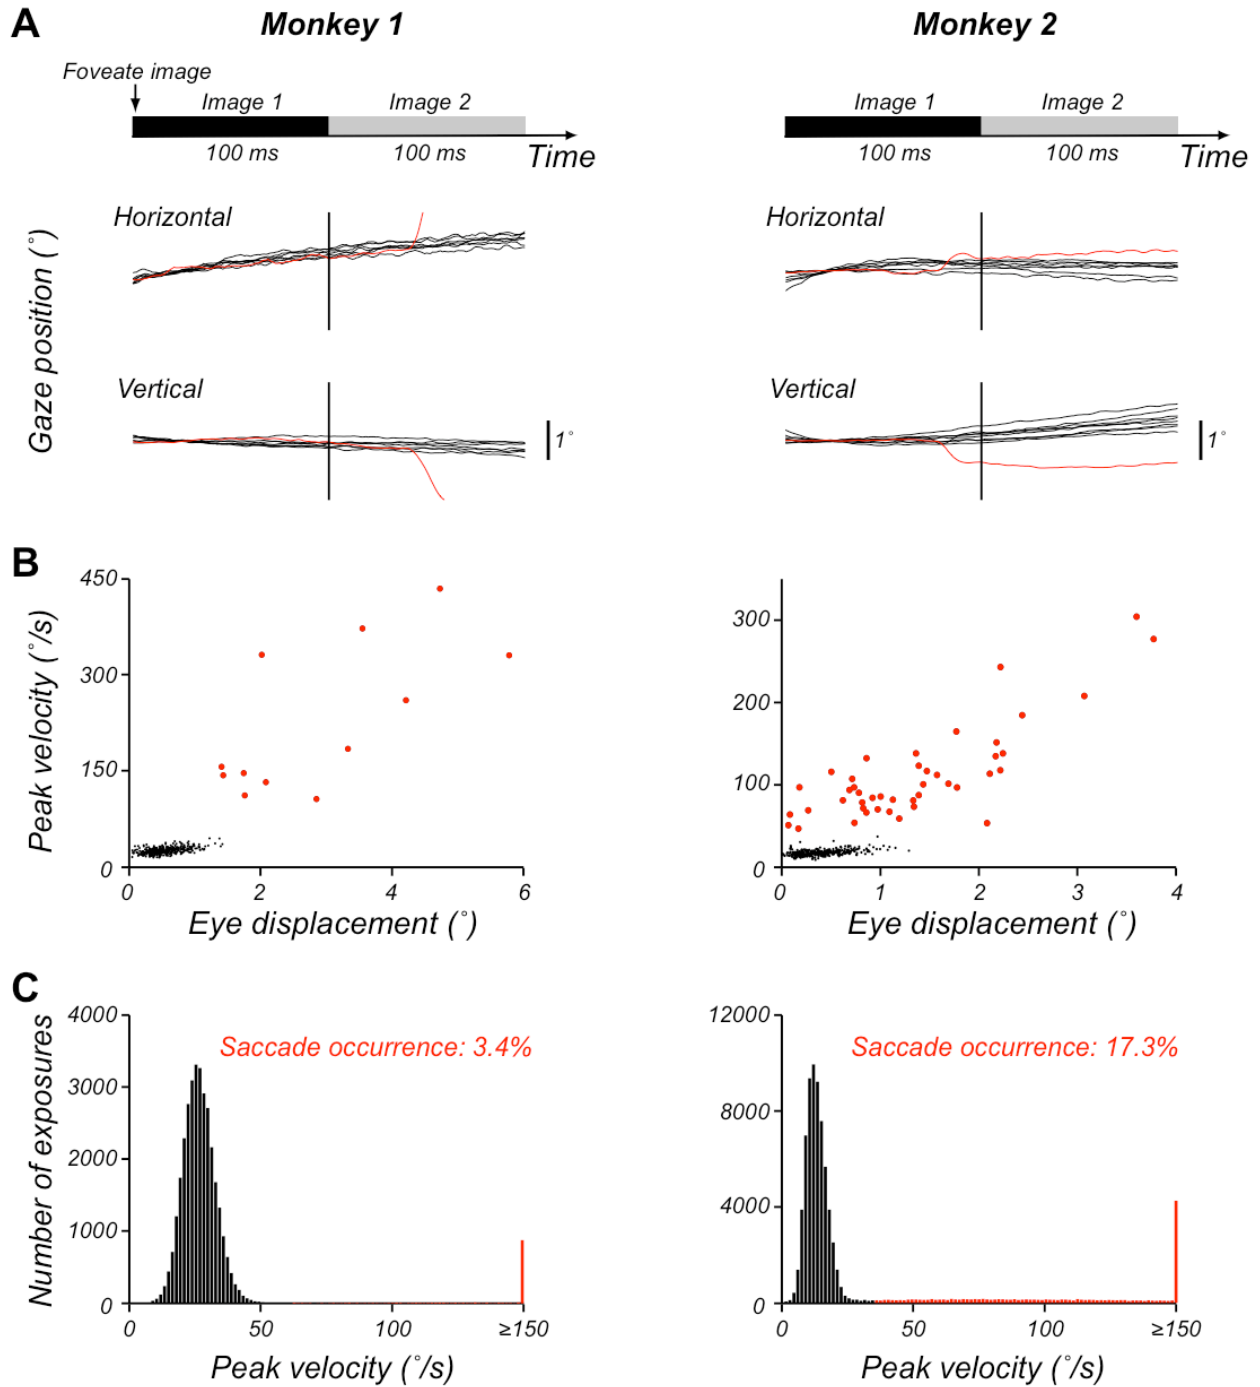 A
Monkey 1
Monkey 2
Foveate image
Image 1
Image 2
100 ms
100 ms
Time
Image 1
Image 2
100 ms
100 ms
Time
Gaze position (°)
Horizontal
Horizontal
Vertical
1°
Vertical
1°
B
Peak velocity (°/s)
450
300
150
0
0
2
4
6
Eye displacement (°)
300
200
100
0
0
1
2
3
4
Eye displacement (°)
C
Number of exposures
4000
3000
2000
1000
0
Saccade occurrence: 3.4%
0
50
100
≥150
Peak velocity (°/s)
12000
8000
4000
0
Saccade occurrence: 17.3%
0
50
100
≥150
Peak velocity (°/s)